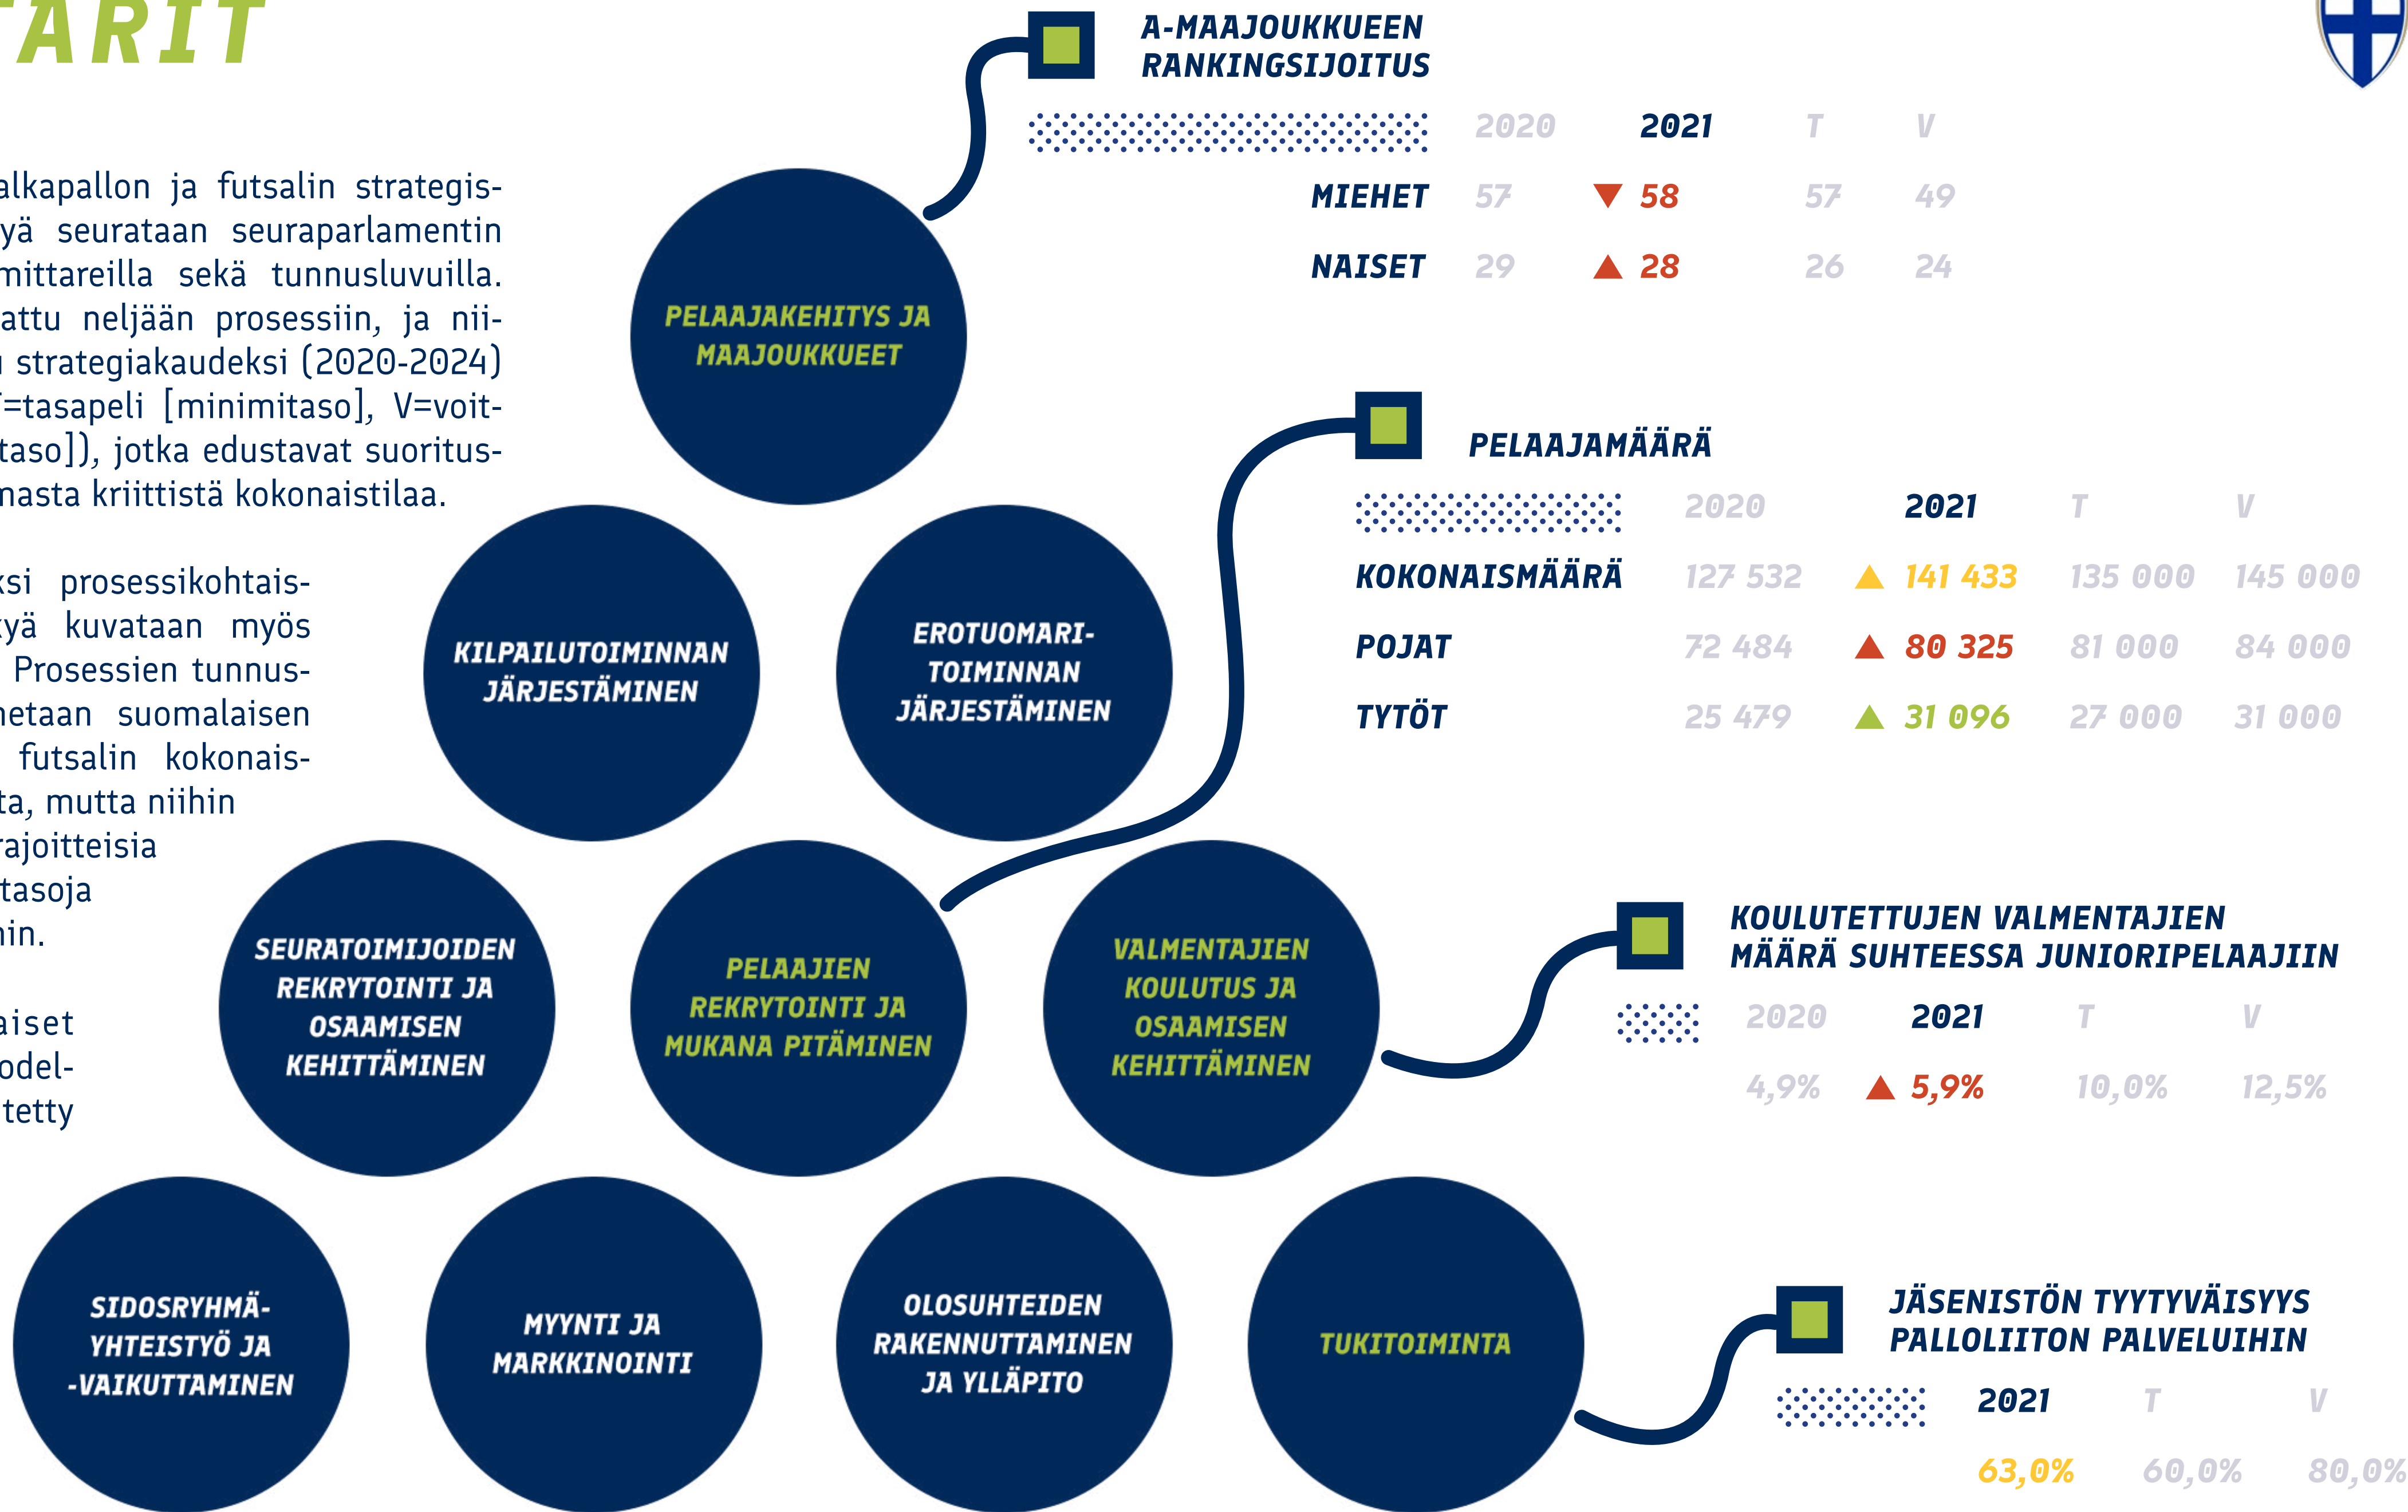 TARIT
alkapallon ja futsalin strategis-
yä seurataan seuraparlamentin
mittareilla sekä tunnusluvuilla.
attu neljään prosessiin, ja nii-
strategiakaudeksi (2020-2024)
T=tasapeli [minimitaso], V=voit-
taso]), jotka edustavat suoritus-
masta kriittistä kokonaistilaa.
ksi prosessikohtais-
kyä kuvataan myös
Prosessien tunnus-
netaan suomalaisen
futsalin kokonais-
ta, mutta niihin
rajoitteisia
tasoja
nin.
aiset
odel-
tetty
PELAAJAKEHITYS JA
MAAJOUKKUEET
KILPAILUTOIMINNAN
JÄRJESTÄMINEN
EROTUOMARI-
TOIMINNAN
JÄRJESTÄMINEN
SEURATOIMIJOIDEN
REKRYTOINTI JA
OSAAMISEN
KEHITTÄMINEN
PELAAJIEN
REKRYTOINTI JA
MUKANA PITÄMINEN
VALMENTAJIEN
KOULUTUS JA
OSAAMISEN
KEHITTÄMINEN
SIDOSRYHMÄ-
YHTEISTYÖ JA
-VAIKUTTAMINEN
MYYNTI JA
MARKKINOINTI
OLOSUHTEIDEN
RAKENNUTTAMINEN
JA YLLÄPITO
TUKITOIMINTA
A-MAAJOUKKUEEN
RANKINGSIJOITUS
2020 2021 T V
MIEHET 57 ▼ 58 57 49
NAISET 29 ▲ 28 26 24
PELAAJAMÄÄRÄ
2020 2021 T V
KOKONAISMÄÄRÄ 127 532 ▲ 141 433 135 000 145 000
POJAT 72 484 ▲ 80 325 81 000 84 000
TYTÖT 25 479 ▲ 31 096 27 000 31 000
KOULUTETTUJEN VALMENTAJIEN
MÄÄRÄ SUHTEESSA JUNIORIPELAAJIIN
2020 2021 T V
4,9% ▲ 5,9% 10,0% 12,5%
JÄSENISTÖN TYYTYVÄISYYS
PALLOLIITON PALVELUIHIN
2021 T V
63,0% 60,0% 80,0%